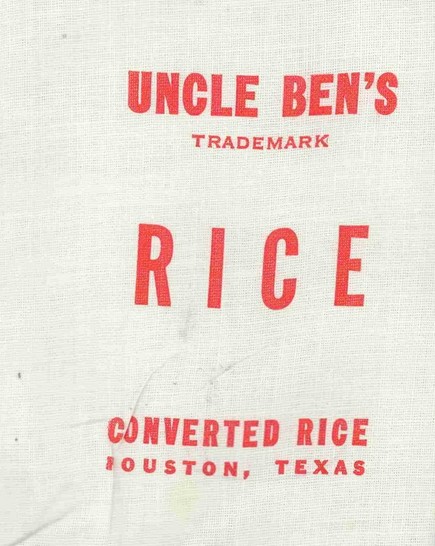 UNCLE BEN'S
TRADEMARK
RICE
CONVERTED RICE
HOUSTON, TEXAS